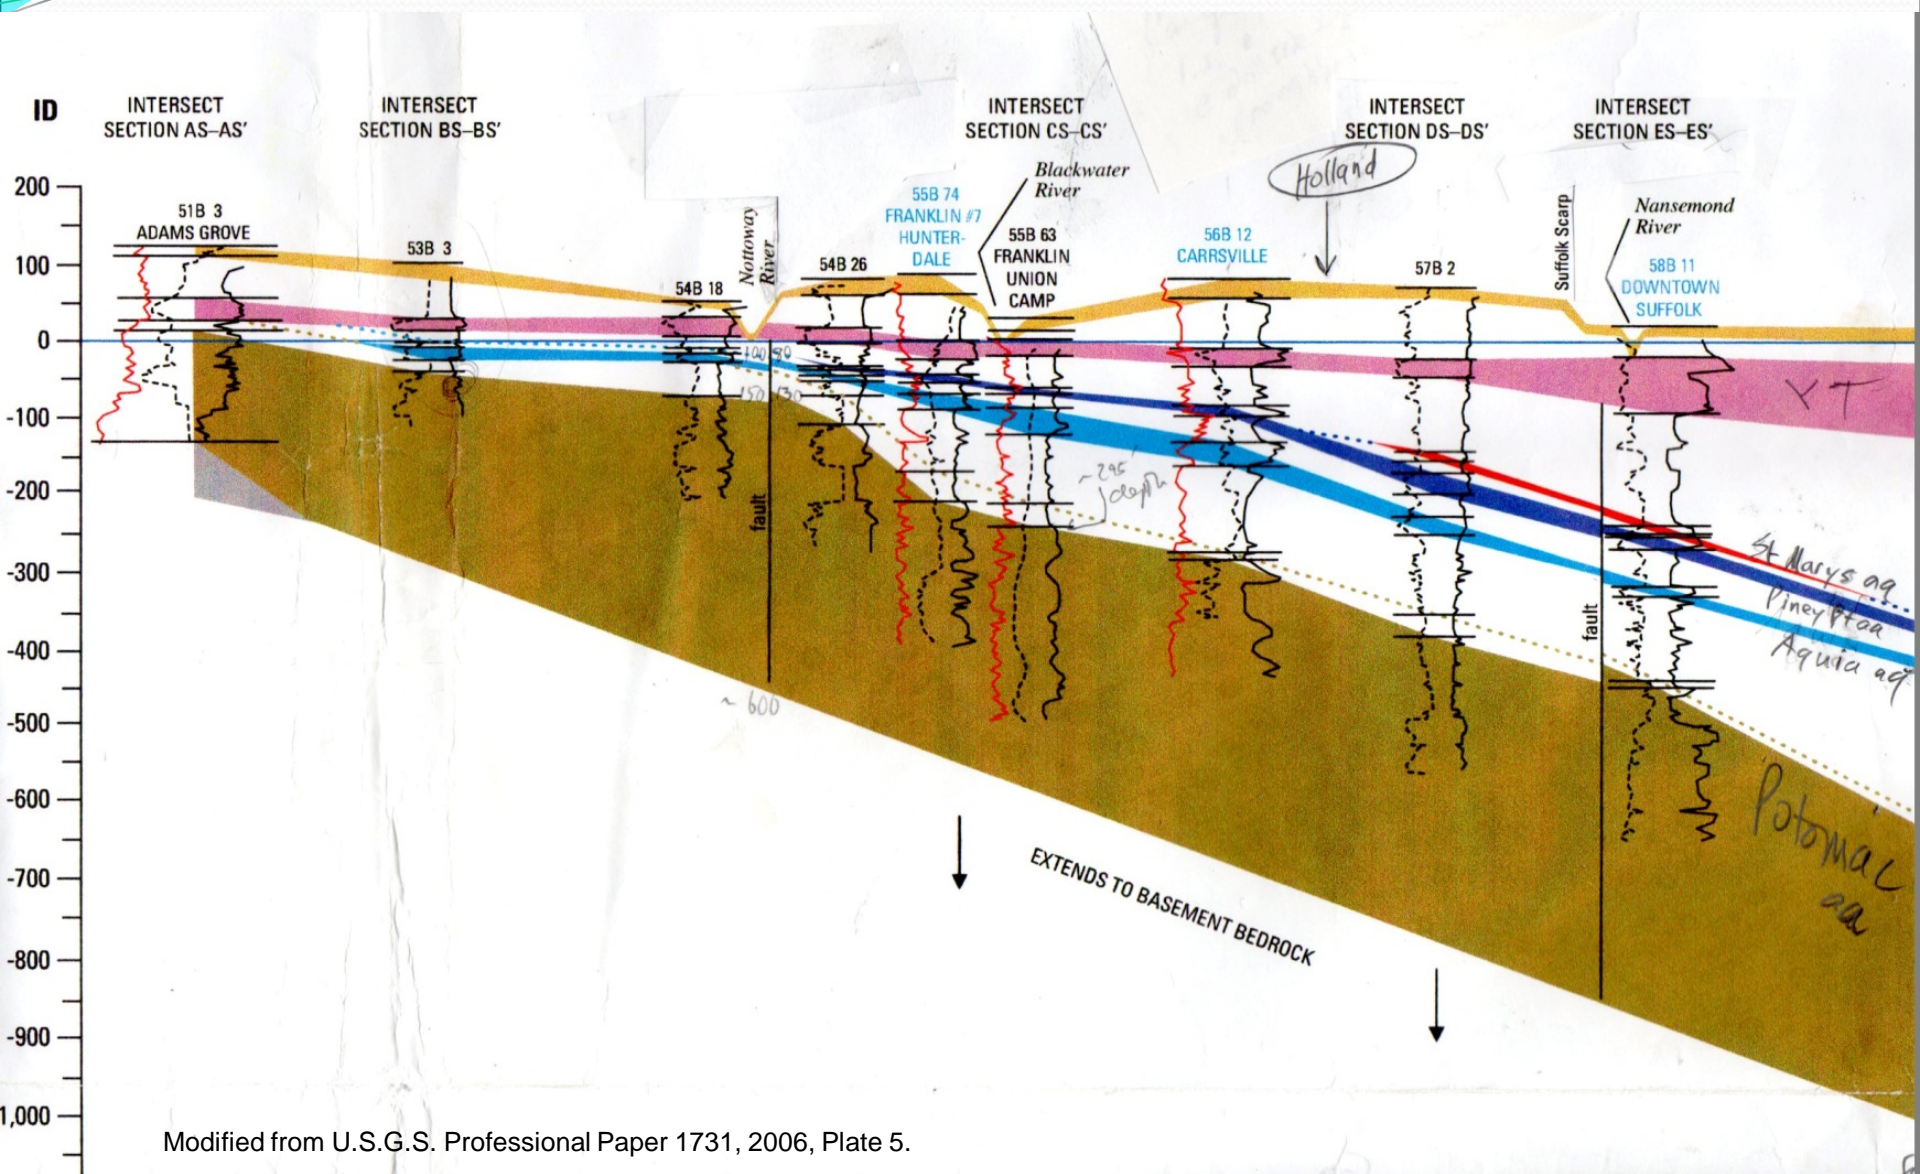 ID
INTERSECT
SECTION AS–AS'
INTERSECT
SECTION BS–BS'
INTERSECT
SECTION CS–CS'
INTERSECT
SECTION DS–DS'
INTERSECT
SECTION ES–ES'
Holland
Blackwater
River
200
100
0
-100
-200
-300
-400
-500
-600
-700
-800
-900
1,000
51B 3
ADAMS GROVE
53B 3
54B 18
Nottoway
River
54B 26
55B 74
FRANKLIN #7
HUNTER-
DALE
55B 63
FRANKLIN
UNION
CAMP
56B 12
CARRSVILLE
57B 2
Suffolk Scarp
Nansemond
River
58B 11
DOWNTOWN
SUFFOLK
YT
~295'
depth
fault
fault
St Marys aq
Piney Pt aq
Aquia aq
~ 600
Potomac
aq
EXTENDS TO BASEMENT BEDROCK
Modified from U.S.G.S. Professional Paper 1731, 2006, Plate 5.